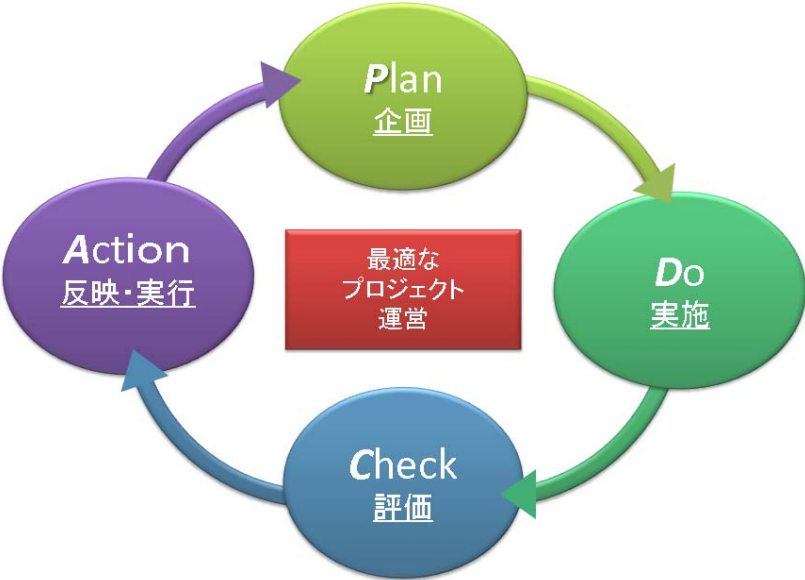 Plan
企画
Do
実施
Check
評価
Action
反映・実行
最適な
プロジェクト
運営